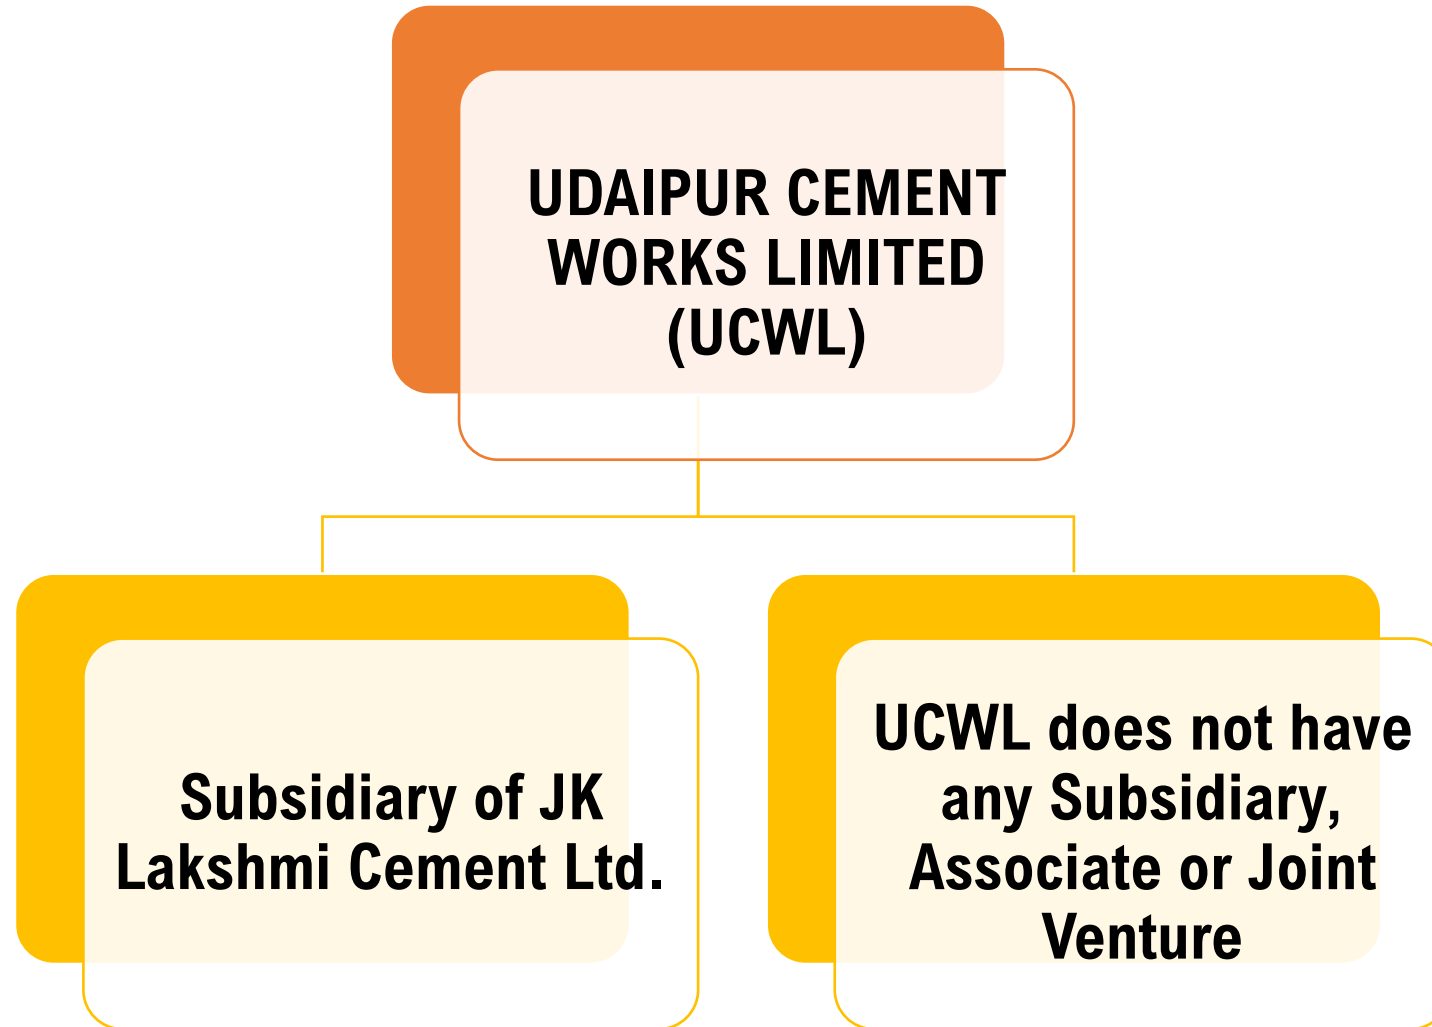 UDAIPUR CEMENT
WORKS LIMITED
(UCWL)
Subsidiary of JK
Lakshmi Cement Ltd.
UCWL does not have
any Subsidiary,
Associate or Joint
Venture